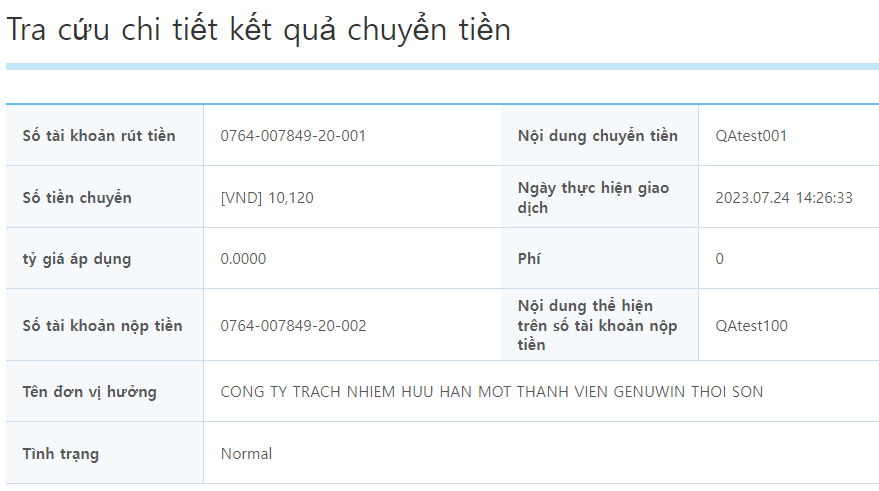 Tra cứu chi tiết kết quả chuyển tiền
Số tài khoản rút tiền 0764-007849-20-001 Nội dung chuyển tiền QAtest001
Số tiền chuyển [VND] 10,120 Ngày thực hiện giao
dịch 2023.07.24 14:26:33
tỷ giá áp dụng 0.0000 Phí 0
Số tài khoản nộp tiền 0764-007849-20-002 Nội dung thể hiện
trên số tài khoản nộp
tiền QAtest100
Tên đơn vị hưởng CONG TY TRACH NHIEM HUU HAN MOT THANH VIEN GENUWIN THOI SON
Tình trạng Normal